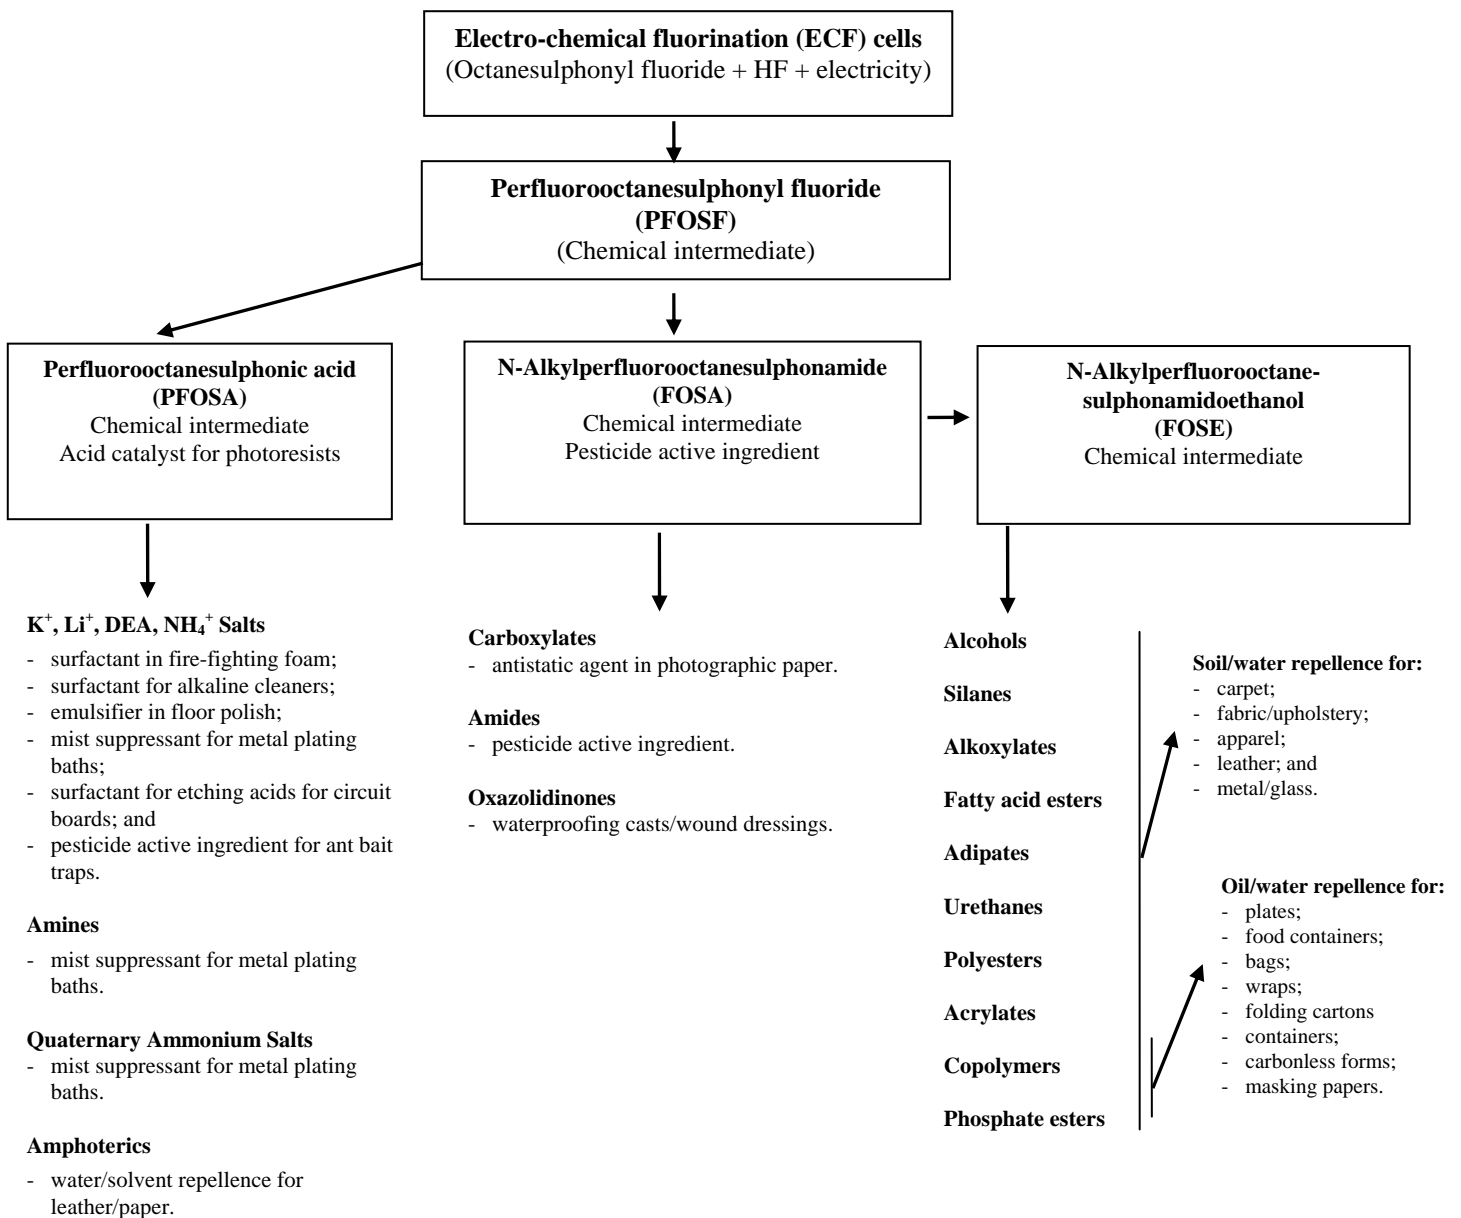 Electro-chemical fluorination (ECF) cells
(Octanesulphonyl fluoride + HF + electricity)
Perfluorooctanesulphonyl fluoride
(PFOSF)
(Chemical intermediate)
Perfluorooctanesulphonic acid
(PFOSA)
Chemical intermediate
Acid catalyst for photoresists
N-Alkylperfluorooctanesulphonamide
(FOSA)
Chemical intermediate
Pesticide active ingredient
N-Alkylperfluorooctane-
sulphonamidoethanol
(FOSE)
Chemical intermediate
K⁺, Li⁺, DEA, NH₄⁺ Salts
- surfactant in fire-fighting foam;
- surfactant for alkaline cleaners;
- emulsifier in floor polish;
- mist suppressant for metal plating
baths;
- surfactant for etching acids for circuit
boards; and
- pesticide active ingredient for ant bait
traps.
Amines
- mist suppressant for metal plating
baths.
Quaternary Ammonium Salts
- mist suppressant for metal plating
baths.
Amphoterics
- water/solvent repellence for
leather/paper.
Carboxylates
- antistatic agent in photographic paper.
Amides
- pesticide active ingredient.
Oxazolidinones
- waterproofing casts/wound dressings.
Alcohols
Silanes
Alkoxylates
Fatty acid esters
Adipates
Urethanes
Polyesters
Acrylates
Copolymers
Phosphate esters
Soil/water repellence for:
- carpet;
- fabric/upholstery;
- apparel;
- leather; and
- metal/glass.
Oil/water repellence for:
- plates;
- food containers;
- bags;
- wraps;
- folding cartons
- containers;
- carbonless forms;
- masking papers.